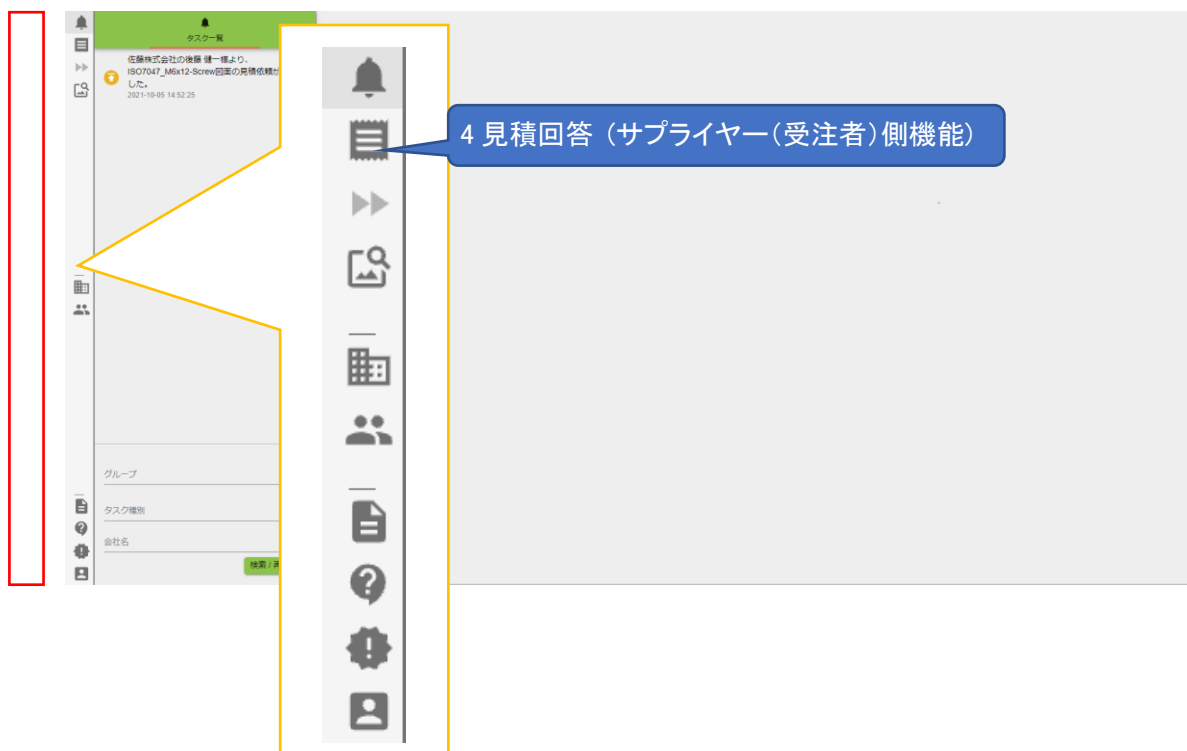 タスク一覧
佐藤株式会社の後藤 健一様より、
ISO7047_M6x12-Screw図面の見積依頼が
した。
2021-10-05 14:52:25
4 見積回答（サプライヤー（受注者）側機能）
グループ
タスク種別
会社名
検索 / 再